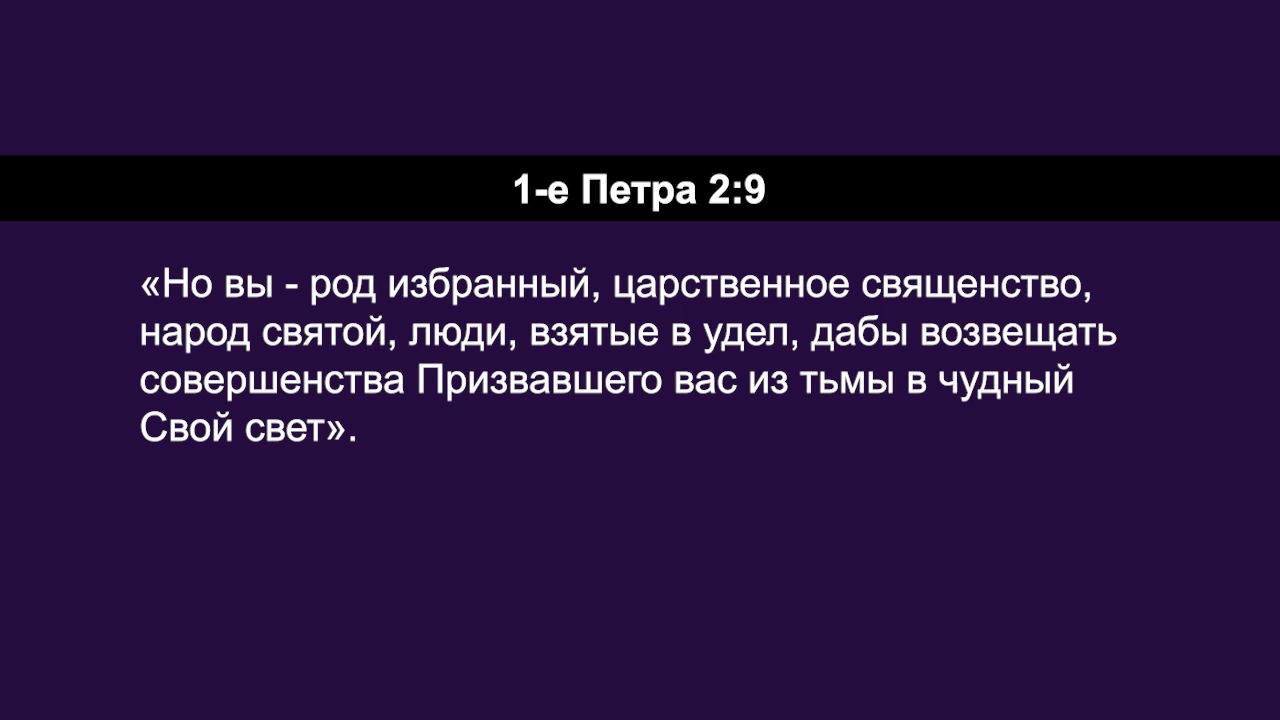 1-е Петра 2:9
«Но вы - род избранный, царственное священство,
народ святой, люди, взятые в удел, дабы возвещать
совершенства Призвавшего вас из тьмы в чудный
Свой свет».